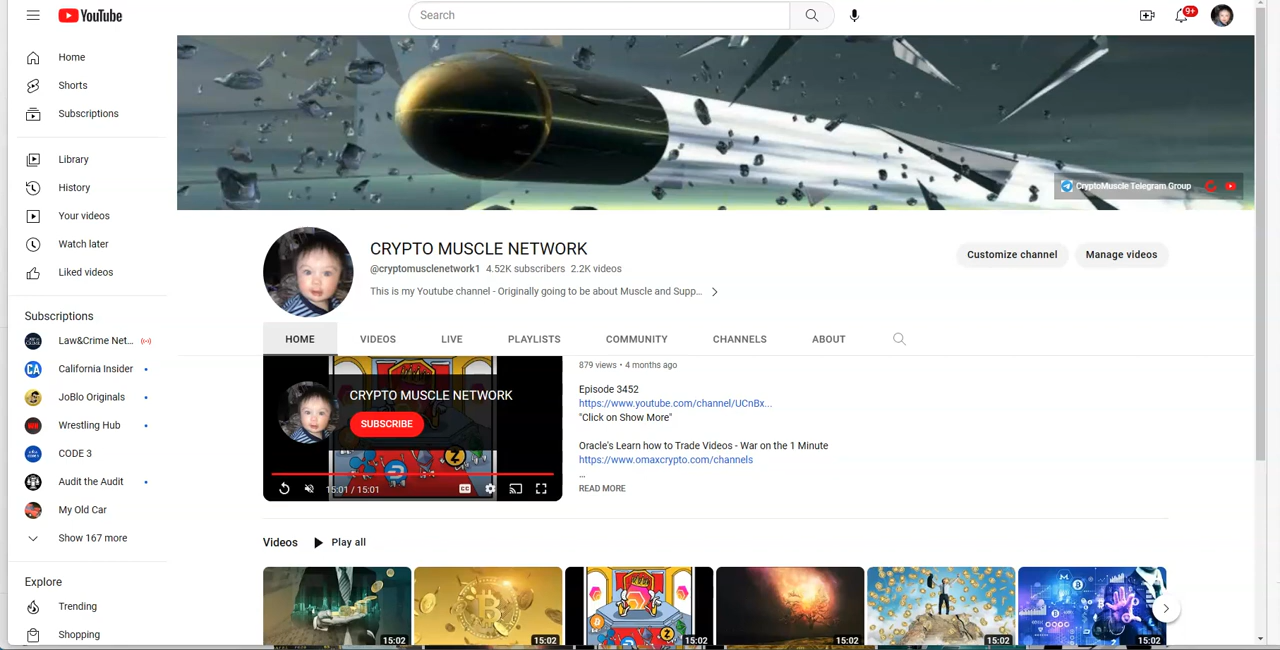 YouTube
Search
9+
Home
Shorts
Subscriptions
Library
History
Your videos
Watch later
Liked videos
Subscriptions
Law&Crime Net...
California Insider
JoBlo Originals
Wrestling Hub
CODE 3
Audit the Audit
My Old Car
Show 167 more
Explore
Trending
Shopping
CryptoMuscle Telegram Group
CRYPTO MUSCLE NETWORK
@cryptomusclenetwork1 4.52K subscribers 2.2K videos
This is my Youtube channel - Originally going to be about Muscle and Supp...
Customize channel
Manage videos
HOME
VIDEOS
LIVE
PLAYLISTS
COMMUNITY
CHANNELS
ABOUT
CRYPTO MUSCLE NETWORK
SUBSCRIBE
15:01 / 15:01
879 views • 4 months ago
Episode 3452
https://www.youtube.com/channel/UCnBx...
"Click on Show More"
Oracle's Learn how to Trade Videos - War on the 1 Minute
https://www.omaxcrypto.com/channels
...
READ MORE
Videos
Play all
15:02
15:02
15:02
15:02
15:02
15:02